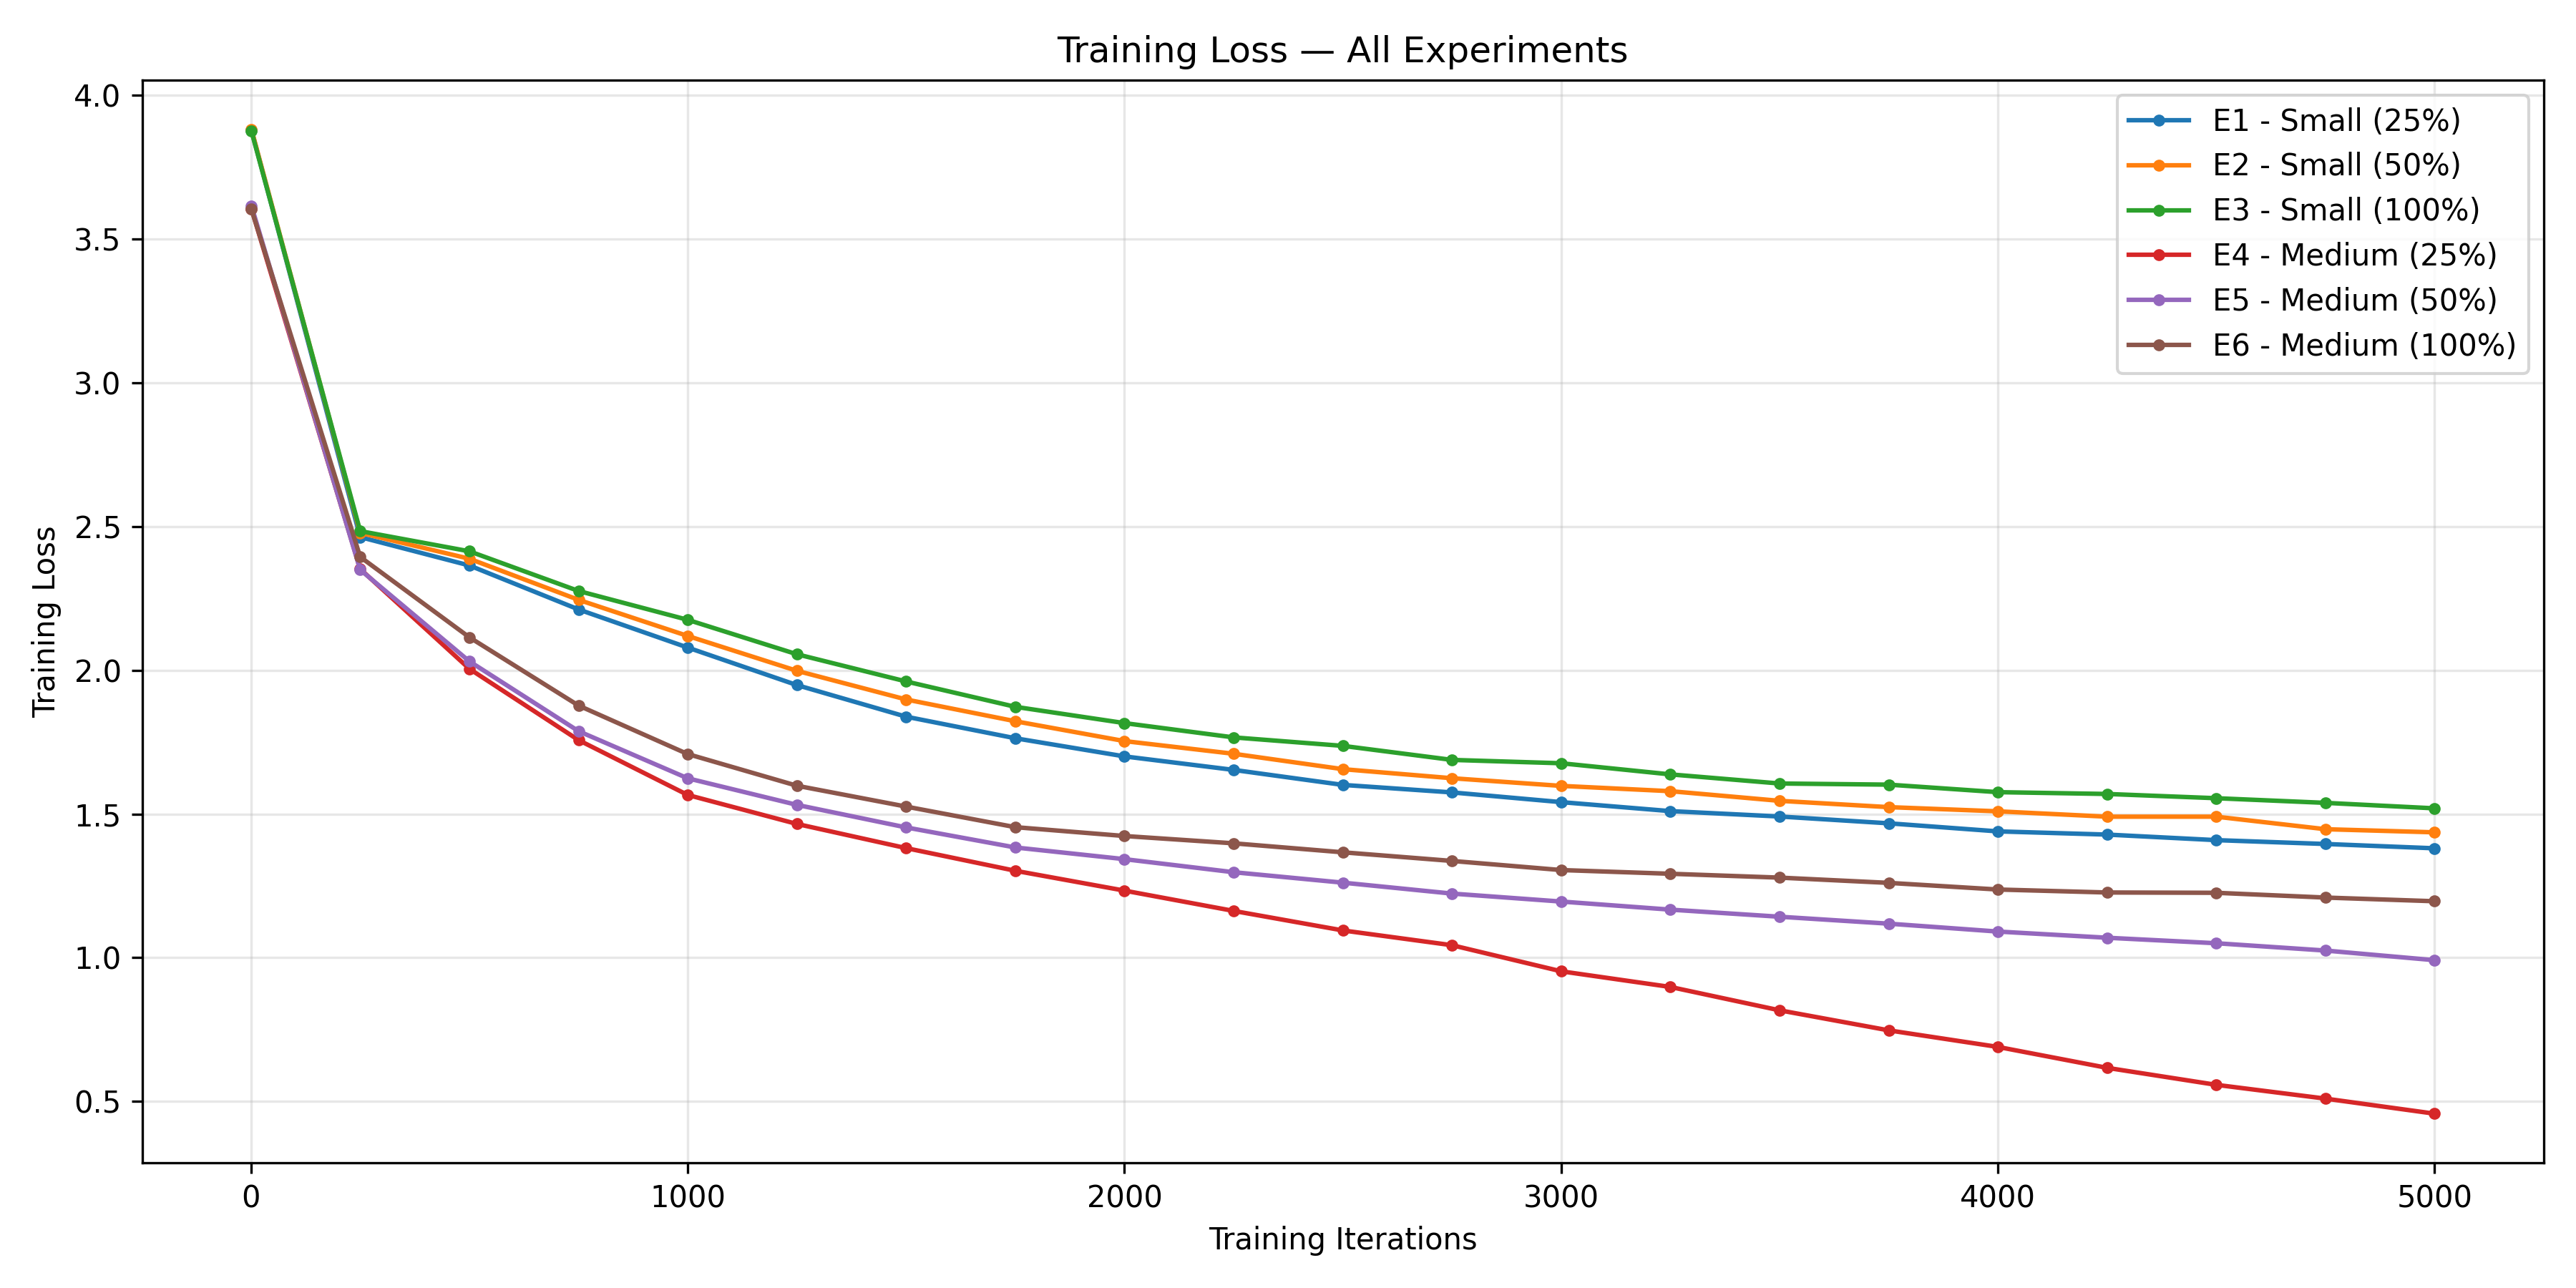 Training Loss — All Experiments
4.0
3.5
3.0
2.5
2.0
1.5
1.0
0.5
Training Loss
E1 - Small (25%)
E2 - Small (50%)
E3 - Small (100%)
E4 - Medium (25%)
E5 - Medium (50%)
E6 - Medium (100%)
0 1000 2000 3000 4000 5000
Training Iterations